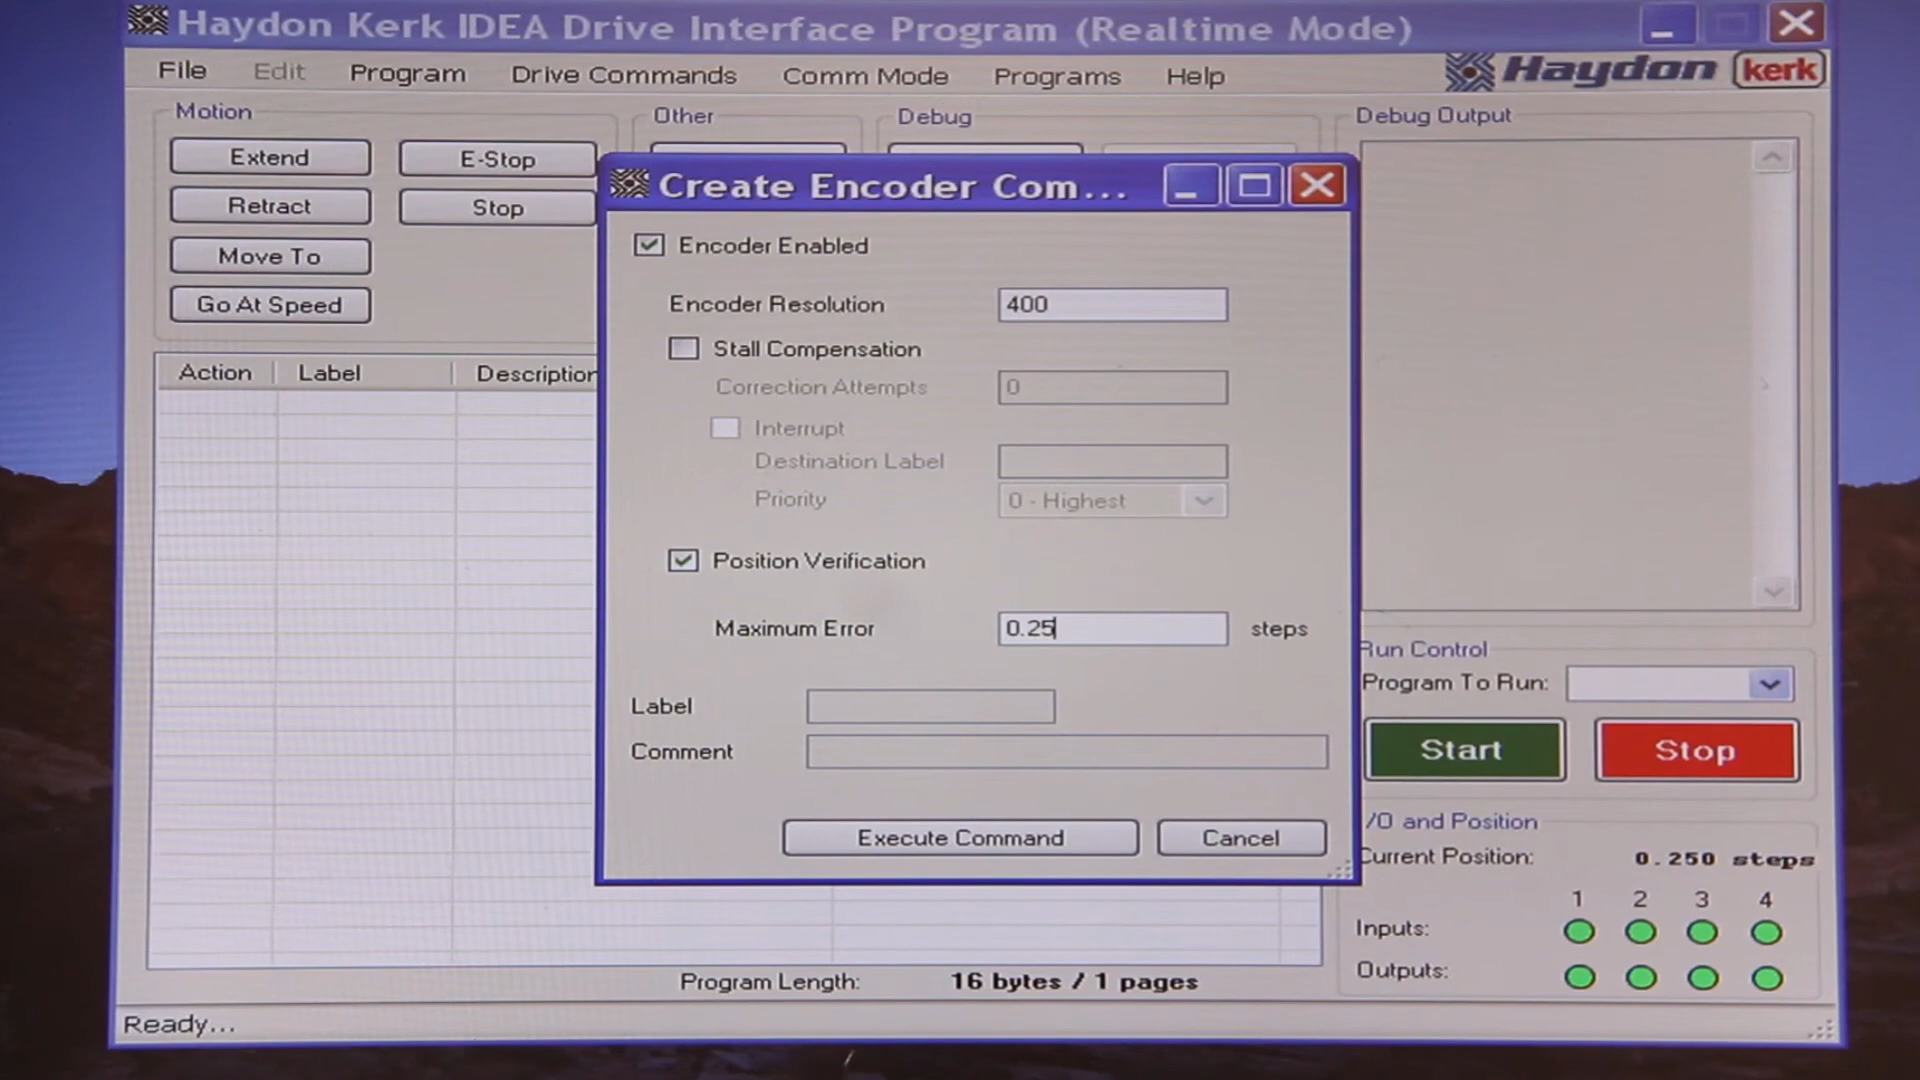 Haydon Kerk IDEA Drive Interface Program (Realtime Mode)
File Edit Program Drive Commands Comm Mode Programs Help
Haydon kerk
Motion
Extend
E-Stop
Retract
Stop
Move To
Go At Speed
Other
Debug
Debug Output
Action Label Description
Create Encoder Com...
Encoder Enabled
Encoder Resolution 400
Stall Compensation
Correction Attempts 0
Interrupt
Destination Label
Priority 0 - Highest
Position Verification
Maximum Error 0.25 steps
Label
Comment
Execute Command Cancel
Run Control
Program To Run:
Start Stop
/O and Position
Current Position: 0.250 steps
1 2 3 4
Inputs:
Outputs:
Program Length: 16 bytes / 1 pages
Ready...